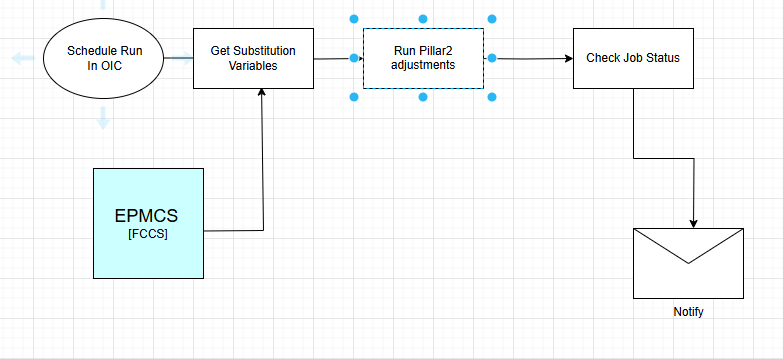 Schedule Run
In OIC
Get Substitution
Variables
Run Pillar2
adjustments
Check Job Status
EPMCS
[FCCS]
Notify